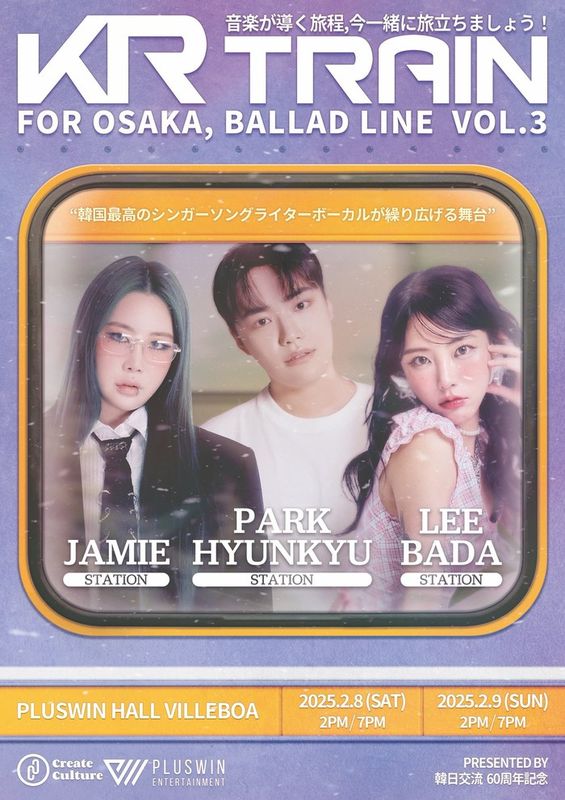 音楽が導く旅程,今一緒に旅立ちましょう!
KR TRAIN
FOR OSAKA, BALLAD LINE VOL.3
“韓国最高のシンガーソングライターボーカルが繰り広げる舞台”
JAMIE
STATION
PARK
HYUNKYU
STATION
LEE
BADA
STATION
PLUSWIN HALL VILLEBOA
2025.2.8 (SAT)
2PM/7PM
2025.2.9 (SUN)
2PM/7PM
Create
Culture
PLUSWIN
ENTERTAINMENT
PRESENTED BY
韓日交流 60周年記念